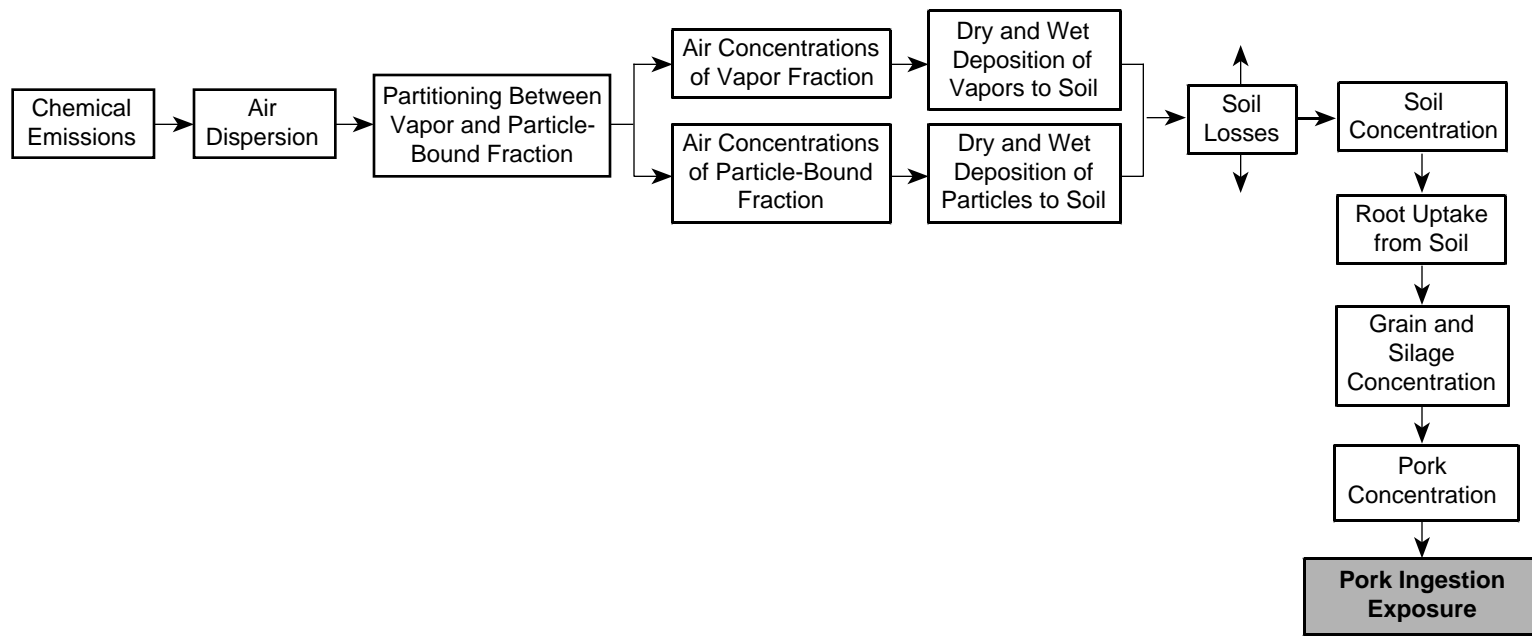 Chemical
Emissions
Air
Dispersion
Partitioning Between
Vapor and Particle-
Bound Fraction
Air Concentrations
of Vapor Fraction
Air Concentrations
of Particle-Bound
Fraction
Dry and Wet
Deposition of
Vapors to Soil
Dry and Wet
Deposition of
Particles to Soil
Soil
Losses
Soil
Concentration
Root Uptake
from Soil
Grain and
Silage
Concentration
Pork
Concentration
Pork Ingestion
Exposure